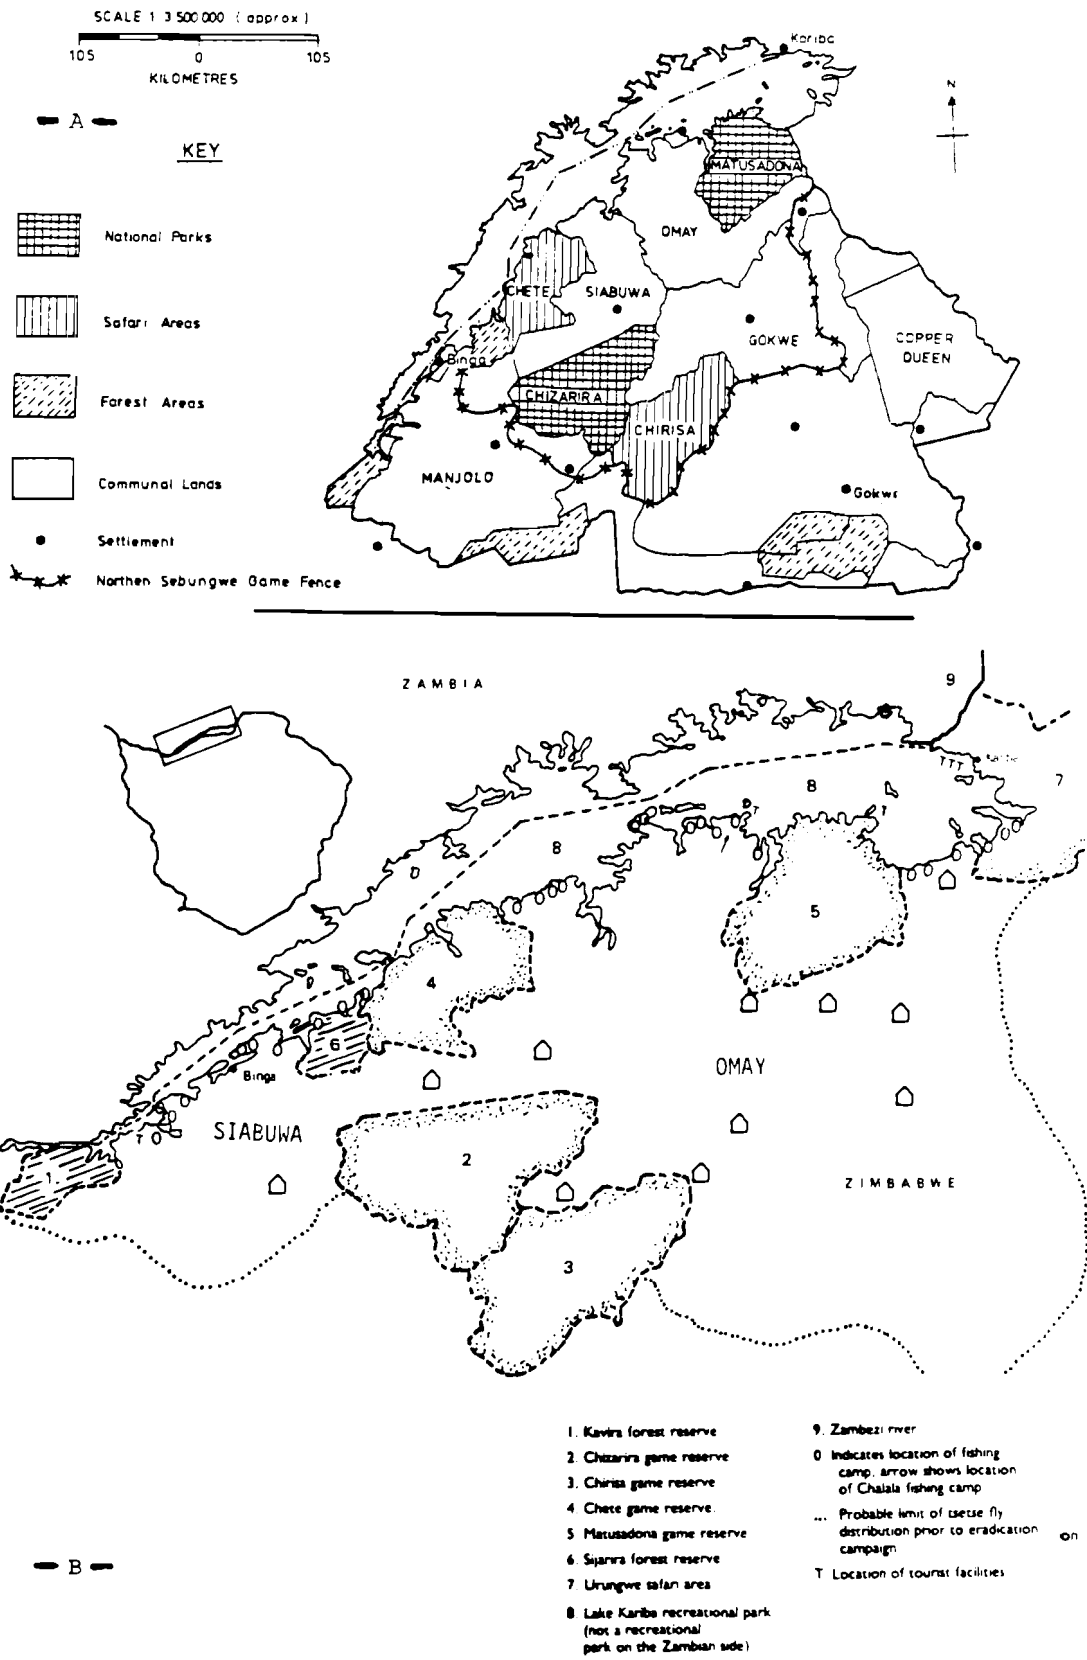 SCALE 1 3 500 000 ( approx )
105 0 105
KILOMETRES
A
KEY
National Parks
Safari Areas
Forest Areas
Communal Lands
Settlement
Northen Sebungwe Game Fence
Kariba
N
MATUSADONA
OMAY
CHETE
SIABUWA
GOKWE
COPPER
QUEEN
Binga
CHIZARIRA
CHIRISA
MANJOLO
Gokwe
ZAMBIA
9
TTT
8
7
T
T
8
5
4
6
Binga
OMAY
T
SIABUWA
2
1
ZIMBABWE
3
1. Kavira forest reserve
2 Chizarira game reserve
3. Chirisa game reserve
4 Chete game reserve
5 Matusadona game reserve
6. Sijarira forest reserve
7. Urungwe safari area
8 Lake Kariba recreational park
(not a recreational
park on the Zambian side)
9. Zambezi river
0 Indicates location of fishing
camp, arrow shows location
of Chalala fishing camp
... Probable limit of tsetse fly
distribution prior to eradication
campaign
on
T Location of tourist facilities
B